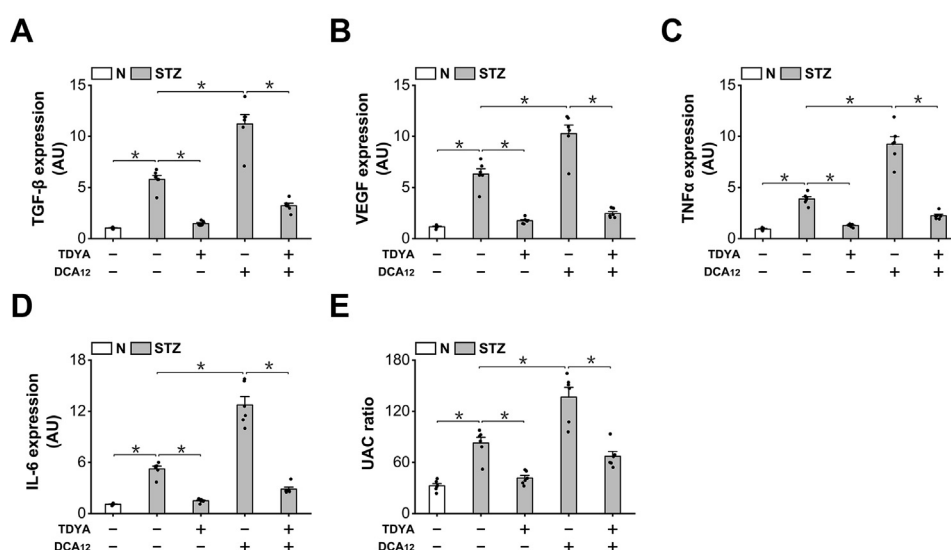 A
N STZ
TGF-β expression
(AU)
15
10
5
0
*
*
*
*
TDYA − − + − +
DCA12 − − − + +
B
N STZ
VEGF expression
(AU)
15
10
5
0
*
*
*
*
TDYA − − + − +
DCA12 − − − + +
C
N STZ
TNFα expression
(AU)
15
10
5
0
*
*
*
*
TDYA − − + − +
DCA12 − − − + +
D
N STZ
IL-6 expression
(AU)
18
12
6
0
*
*
*
*
TDYA − − + − +
DCA12 − − − + +
E
N STZ
UAC ratio
180
120
60
0
*
*
*
*
TDYA − − + − +
DCA12 − − − + +